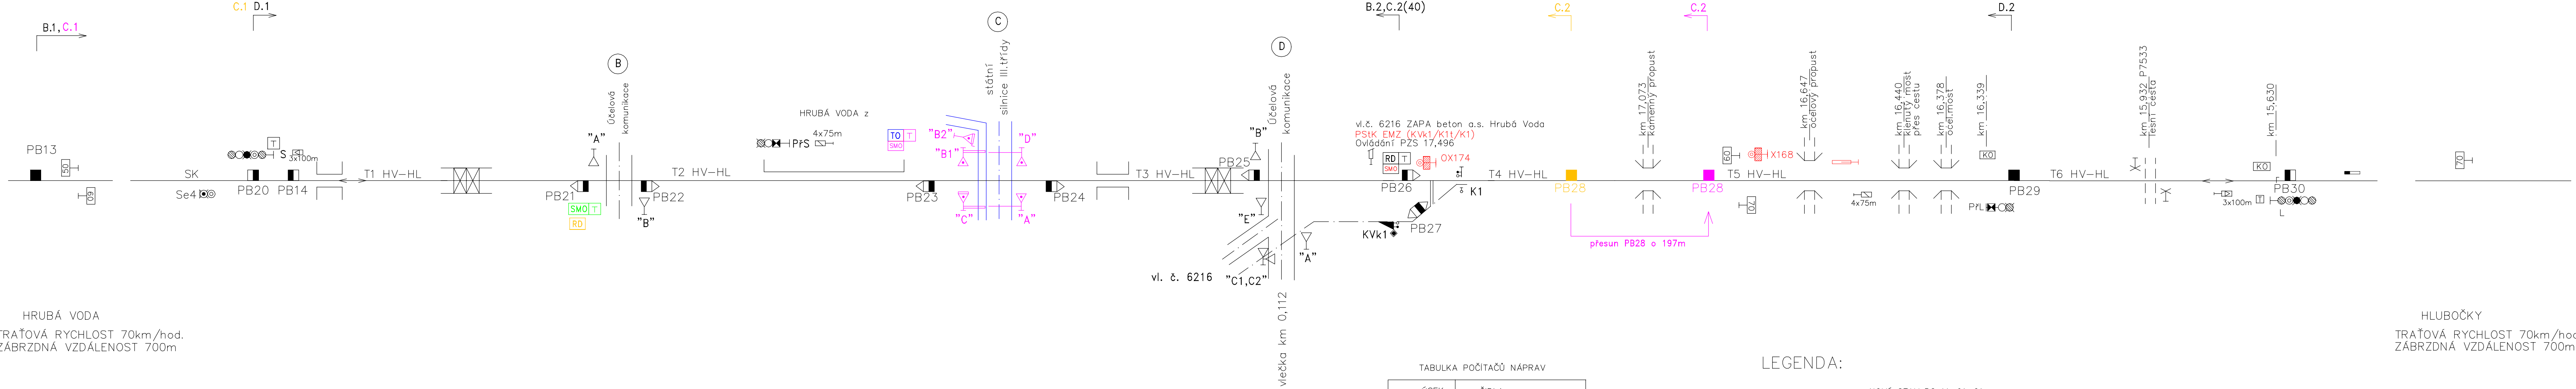 C.1 D.1
B.1, C.1
B.2,C.2(40)
C.2
C.2
D.2
B
C
D
Účelová
komunikace
státní
silnice III.třídy
Účelová
komunikace
HRUBÁ VODA z
4x75m
PřS
TO T
SMO
"B2"
"B1"
"D"
"C"
"A"
"A"
"B"
"B"
"E"
"A"
"C1,C2"
vl.č. 6216 ZAPA beton a.s. Hrubá Voda
PStK EMZ (KVk1/K1t/K1)
Ovládání PZS 17,496
RD T
SMO
OX174
K1
KVk1
km 17,073
kamenný propust
km 16,647
ocelový propust
km 16,440
klenutý most
přes cestu
km 16,378
ocel.most
km 16,339
KO
km 15,932 P7533
lesní cesta
km 15,630
KO
PB13
50
60
SK
Se4
T
S
3x100m
PB20
PB14
T1 HV-HL
PB21
SMO T
RD
PB22
T2 HV-HL
PB23
PB24
T3 HV-HL
PB25
PB26
PB27
T4 HV-HL
PB28
PB28
přesun PB28 o 197m
60
X168
70
T5 HV-HL
4x75m
PřL
PB29
T6 HV-HL
3x100m
T
PB30
L
70
vl. č. 6216
vlečka km 0,112
HRUBÁ VODA
TRAŤOVÁ RYCHLOST 70km/hod.
ZÁBRZDNÁ VZDÁLENOST 700m
HLUBOČKY
TRAŤOVÁ RYCHLOST 70km/hod
ZÁBRZDNÁ VZDÁLENOST 700m
TABULKA POČÍTAČŮ NÁPRAV
LEGENDA: